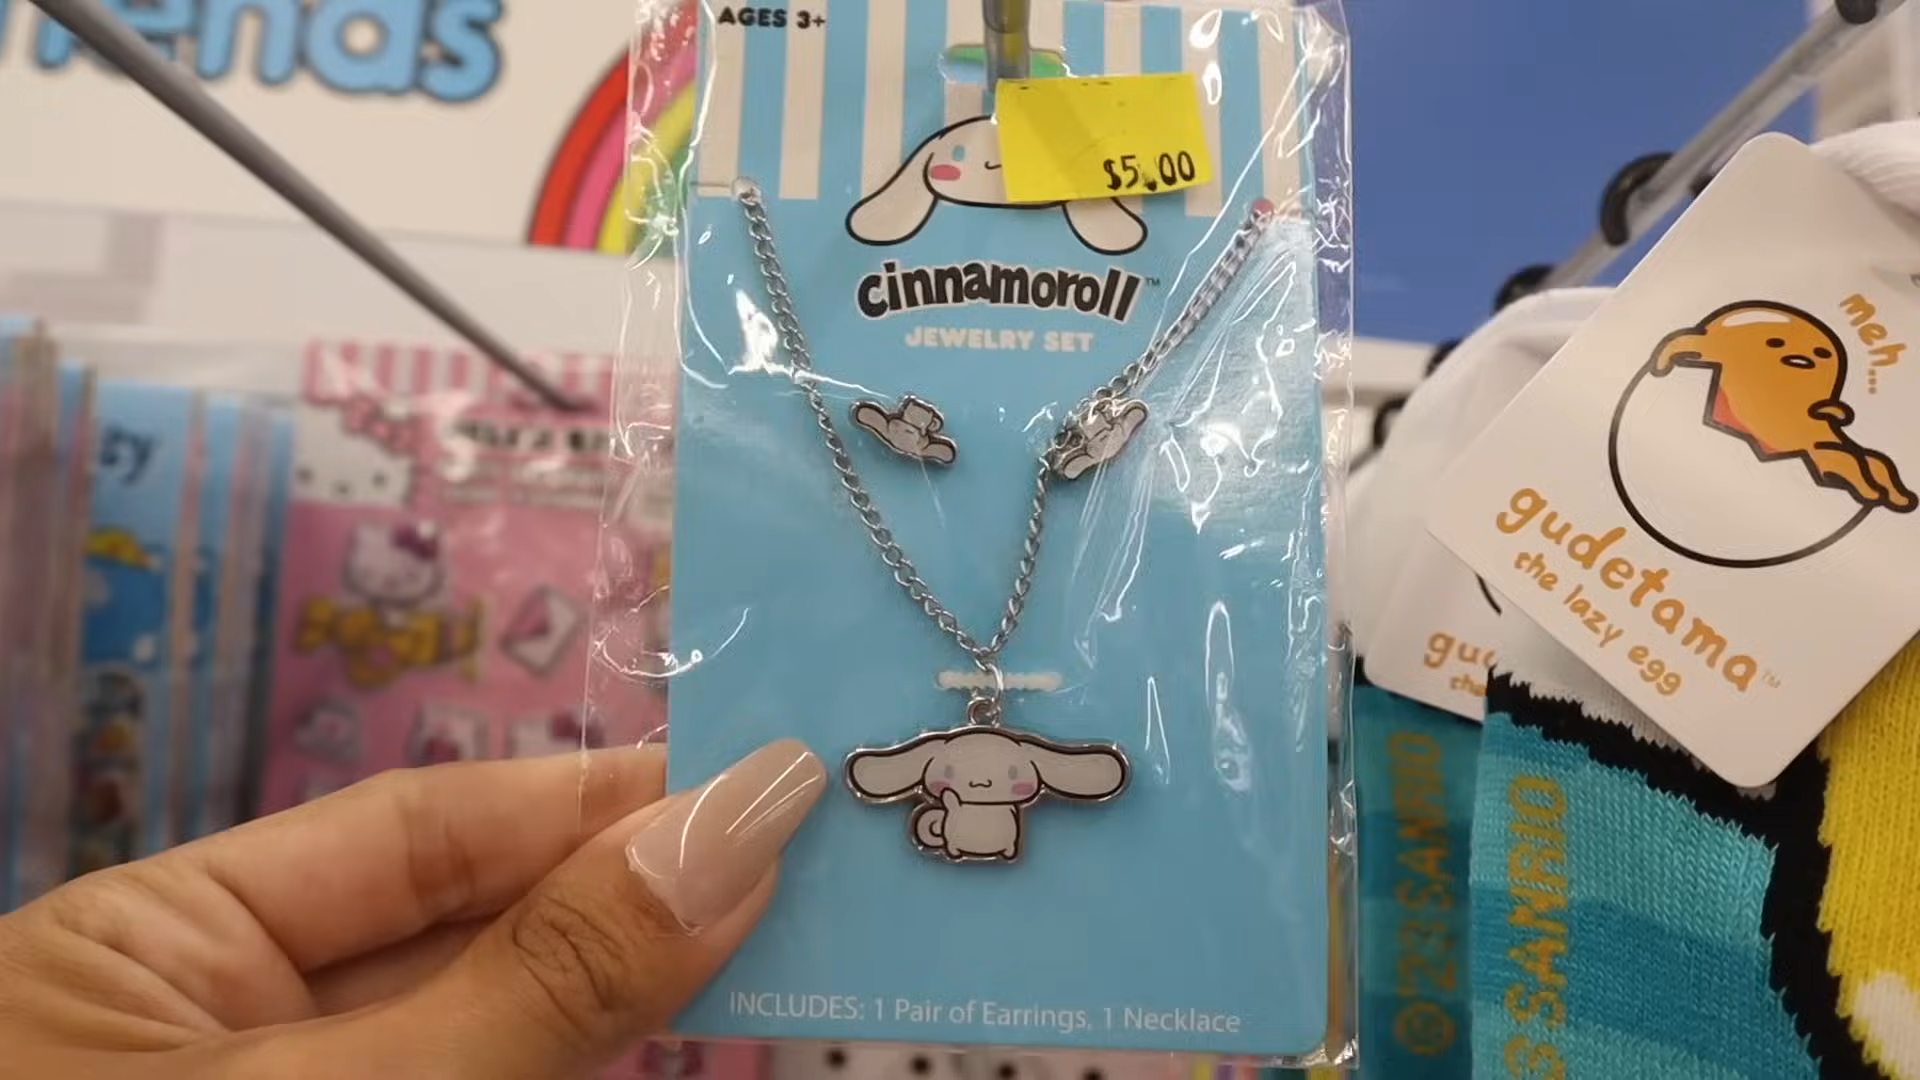 AGES 3+
$5.00
cinnamoroll™
JEWELRY SET
INCLUDES: 1 Pair of Earrings, 1 Necklace
meh...
gudetama™
the lazy egg
SANRIO
SANRIO